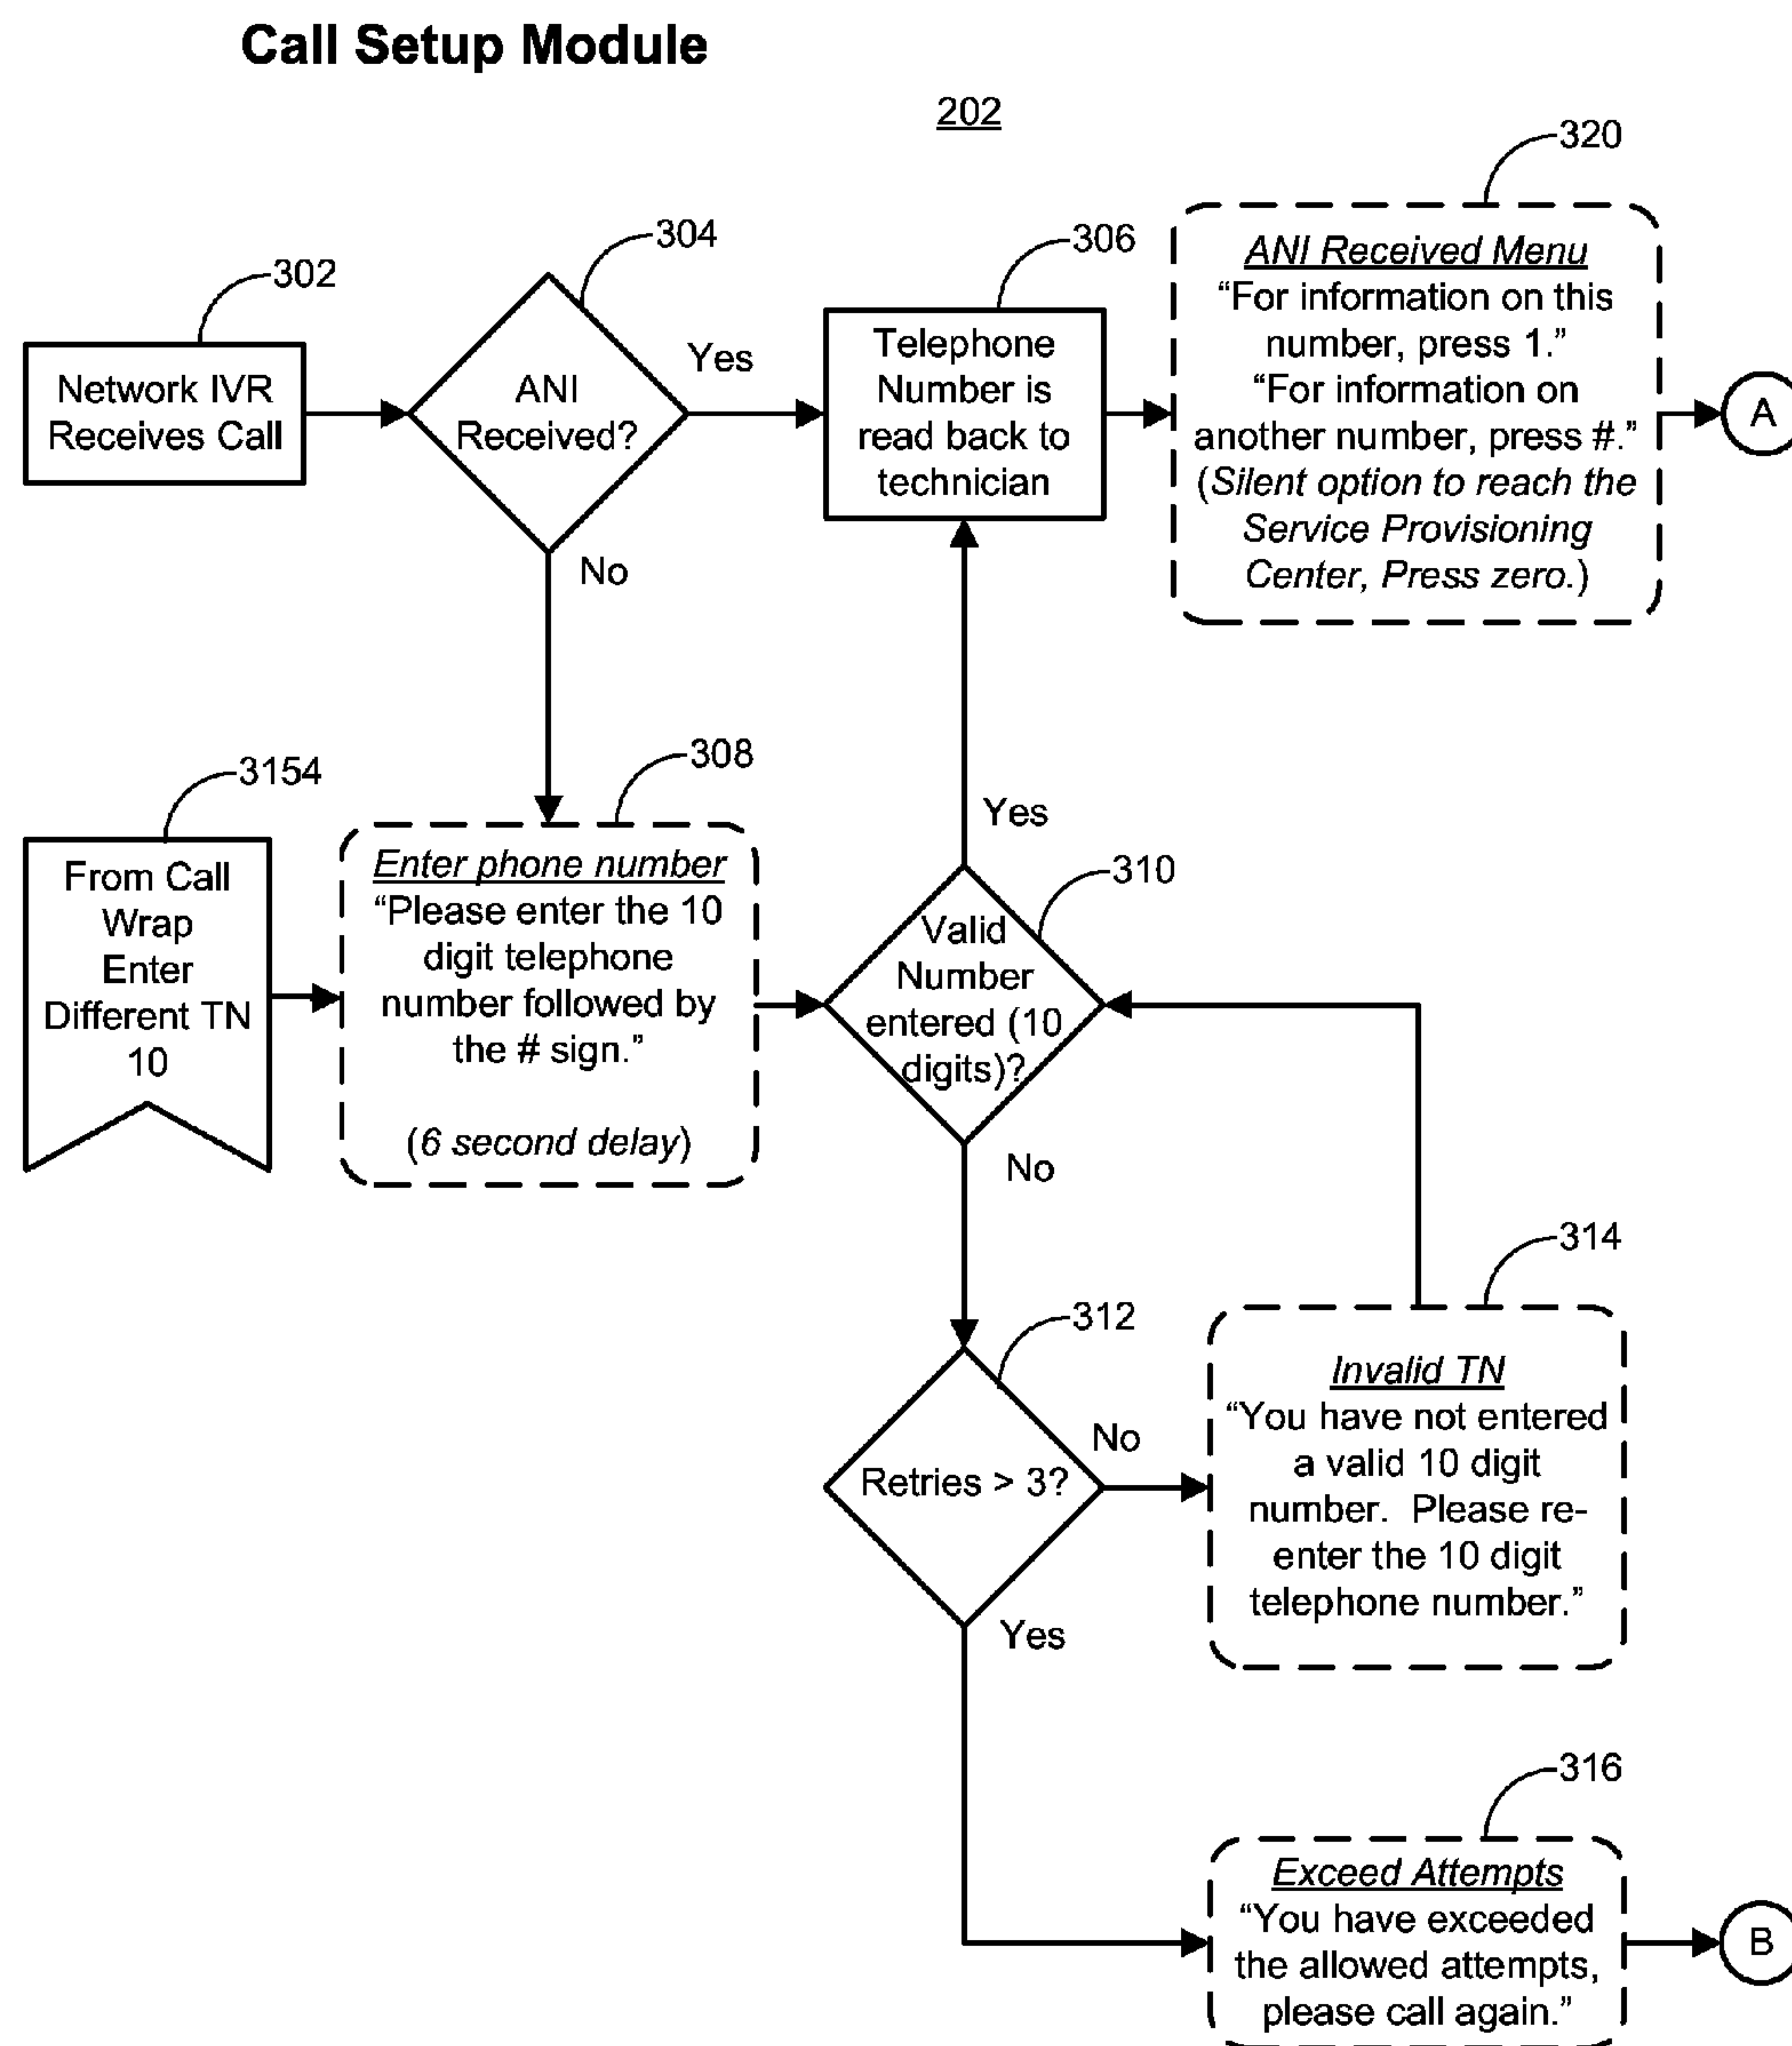 Call Setup Module
202
302
Network IVR
Receives Call
304
ANI
Received?
Yes
No
306
Telephone
Number is
read back to
technician
320
ANI Received Menu
“For information on this
number, press 1.”
“For information on
another number, press #.”
(Silent option to reach the
Service Provisioning
Center, Press zero.)
A
3154
From Call
Wrap
Enter
Different TN
10
308
Enter phone number
“Please enter the 10
digit telephone
number followed by
the # sign.”
(6 second delay)
310
Valid
Number
entered (10
digits)?
Yes
No
312
Retries > 3?
No
Yes
314
Invalid TN
“You have not entered
a valid 10 digit
number.  Please re-
enter the 10 digit
telephone number.”
316
Exceed Attempts
“You have exceeded
the allowed attempts,
please call again.”
B